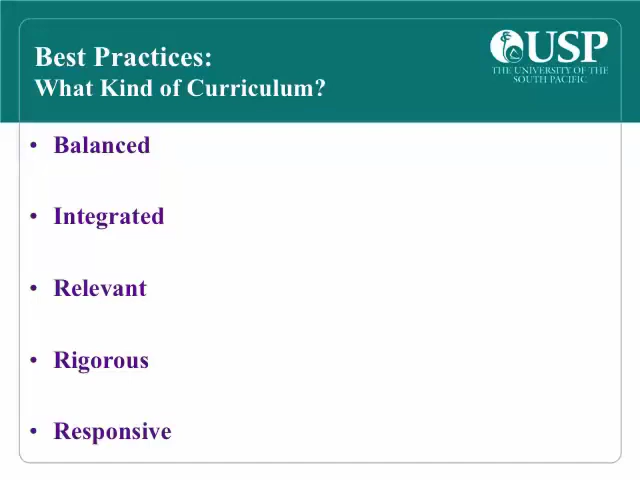 Best Practices:
What Kind of Curriculum?
USP
THE UNIVERSITY OF THE
SOUTH PACIFIC
• Balanced
• Integrated
• Relevant
• Rigorous
• Responsive